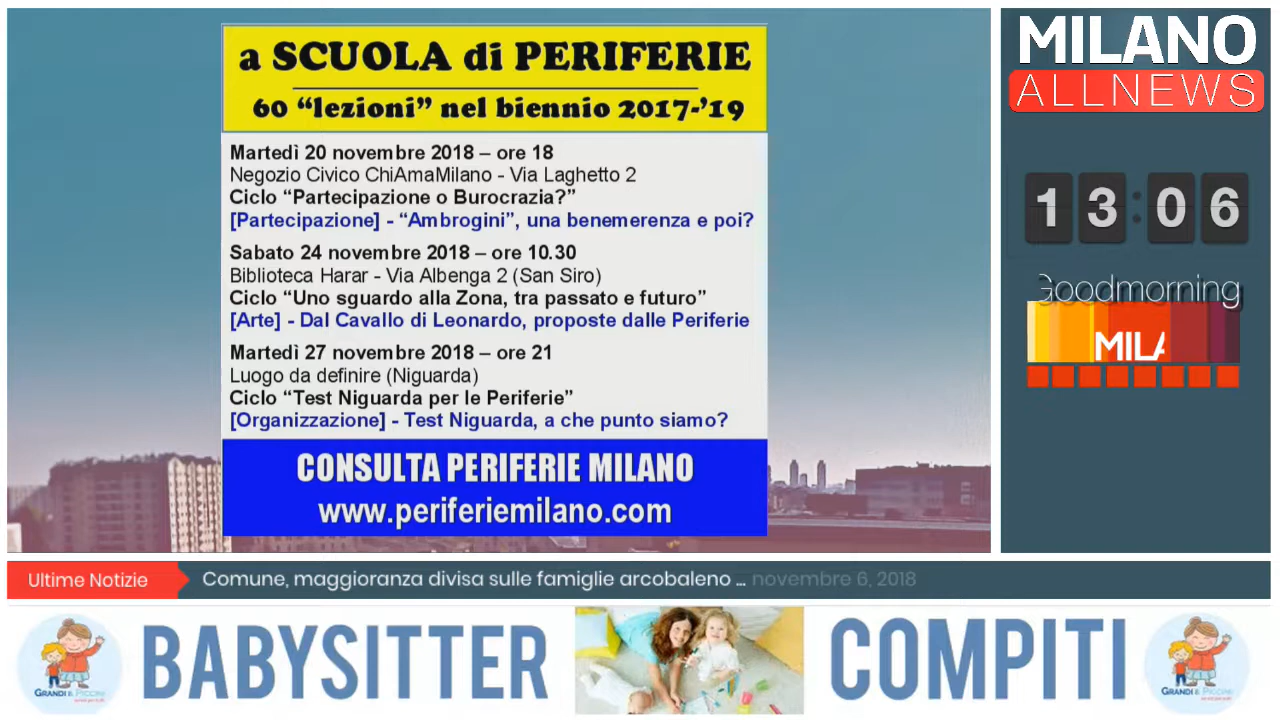 a SCUOLA di PERIFERIE
60 “lezioni” nel biennio 2017-’19
Martedì 20 novembre 2018 – ore 18
Negozio Civico ChiAmaMilano - Via Laghetto 2
Ciclo “Partecipazione o Burocrazia?”
[Partecipazione] - “Ambrogini”, una benemerenza e poi?
Sabato 24 novembre 2018 – ore 10.30
Biblioteca Harar - Via Albenga 2 (San Siro)
Ciclo “Uno sguardo alla Zona, tra passato e futuro”
[Arte] - Dal Cavallo di Leonardo, proposte dalle Periferie
Martedì 27 novembre 2018 – ore 21
Luogo da definire (Niguarda)
Ciclo “Test Niguarda per le Periferie”
[Organizzazione] - Test Niguarda, a che punto siamo?
CONSULTA PERIFERIE MILANO
www.periferiemilano.com
MILANO
ALLNEWS
13:06
Goodmorning
MILA
Ultime Notizie
Comune, maggioranza divisa sulle famiglie arcobaleno ... novembre 6, 2018
BABYSITTER
COMPITI
GRANDI E PICCINI
GRANDI E PICCINI